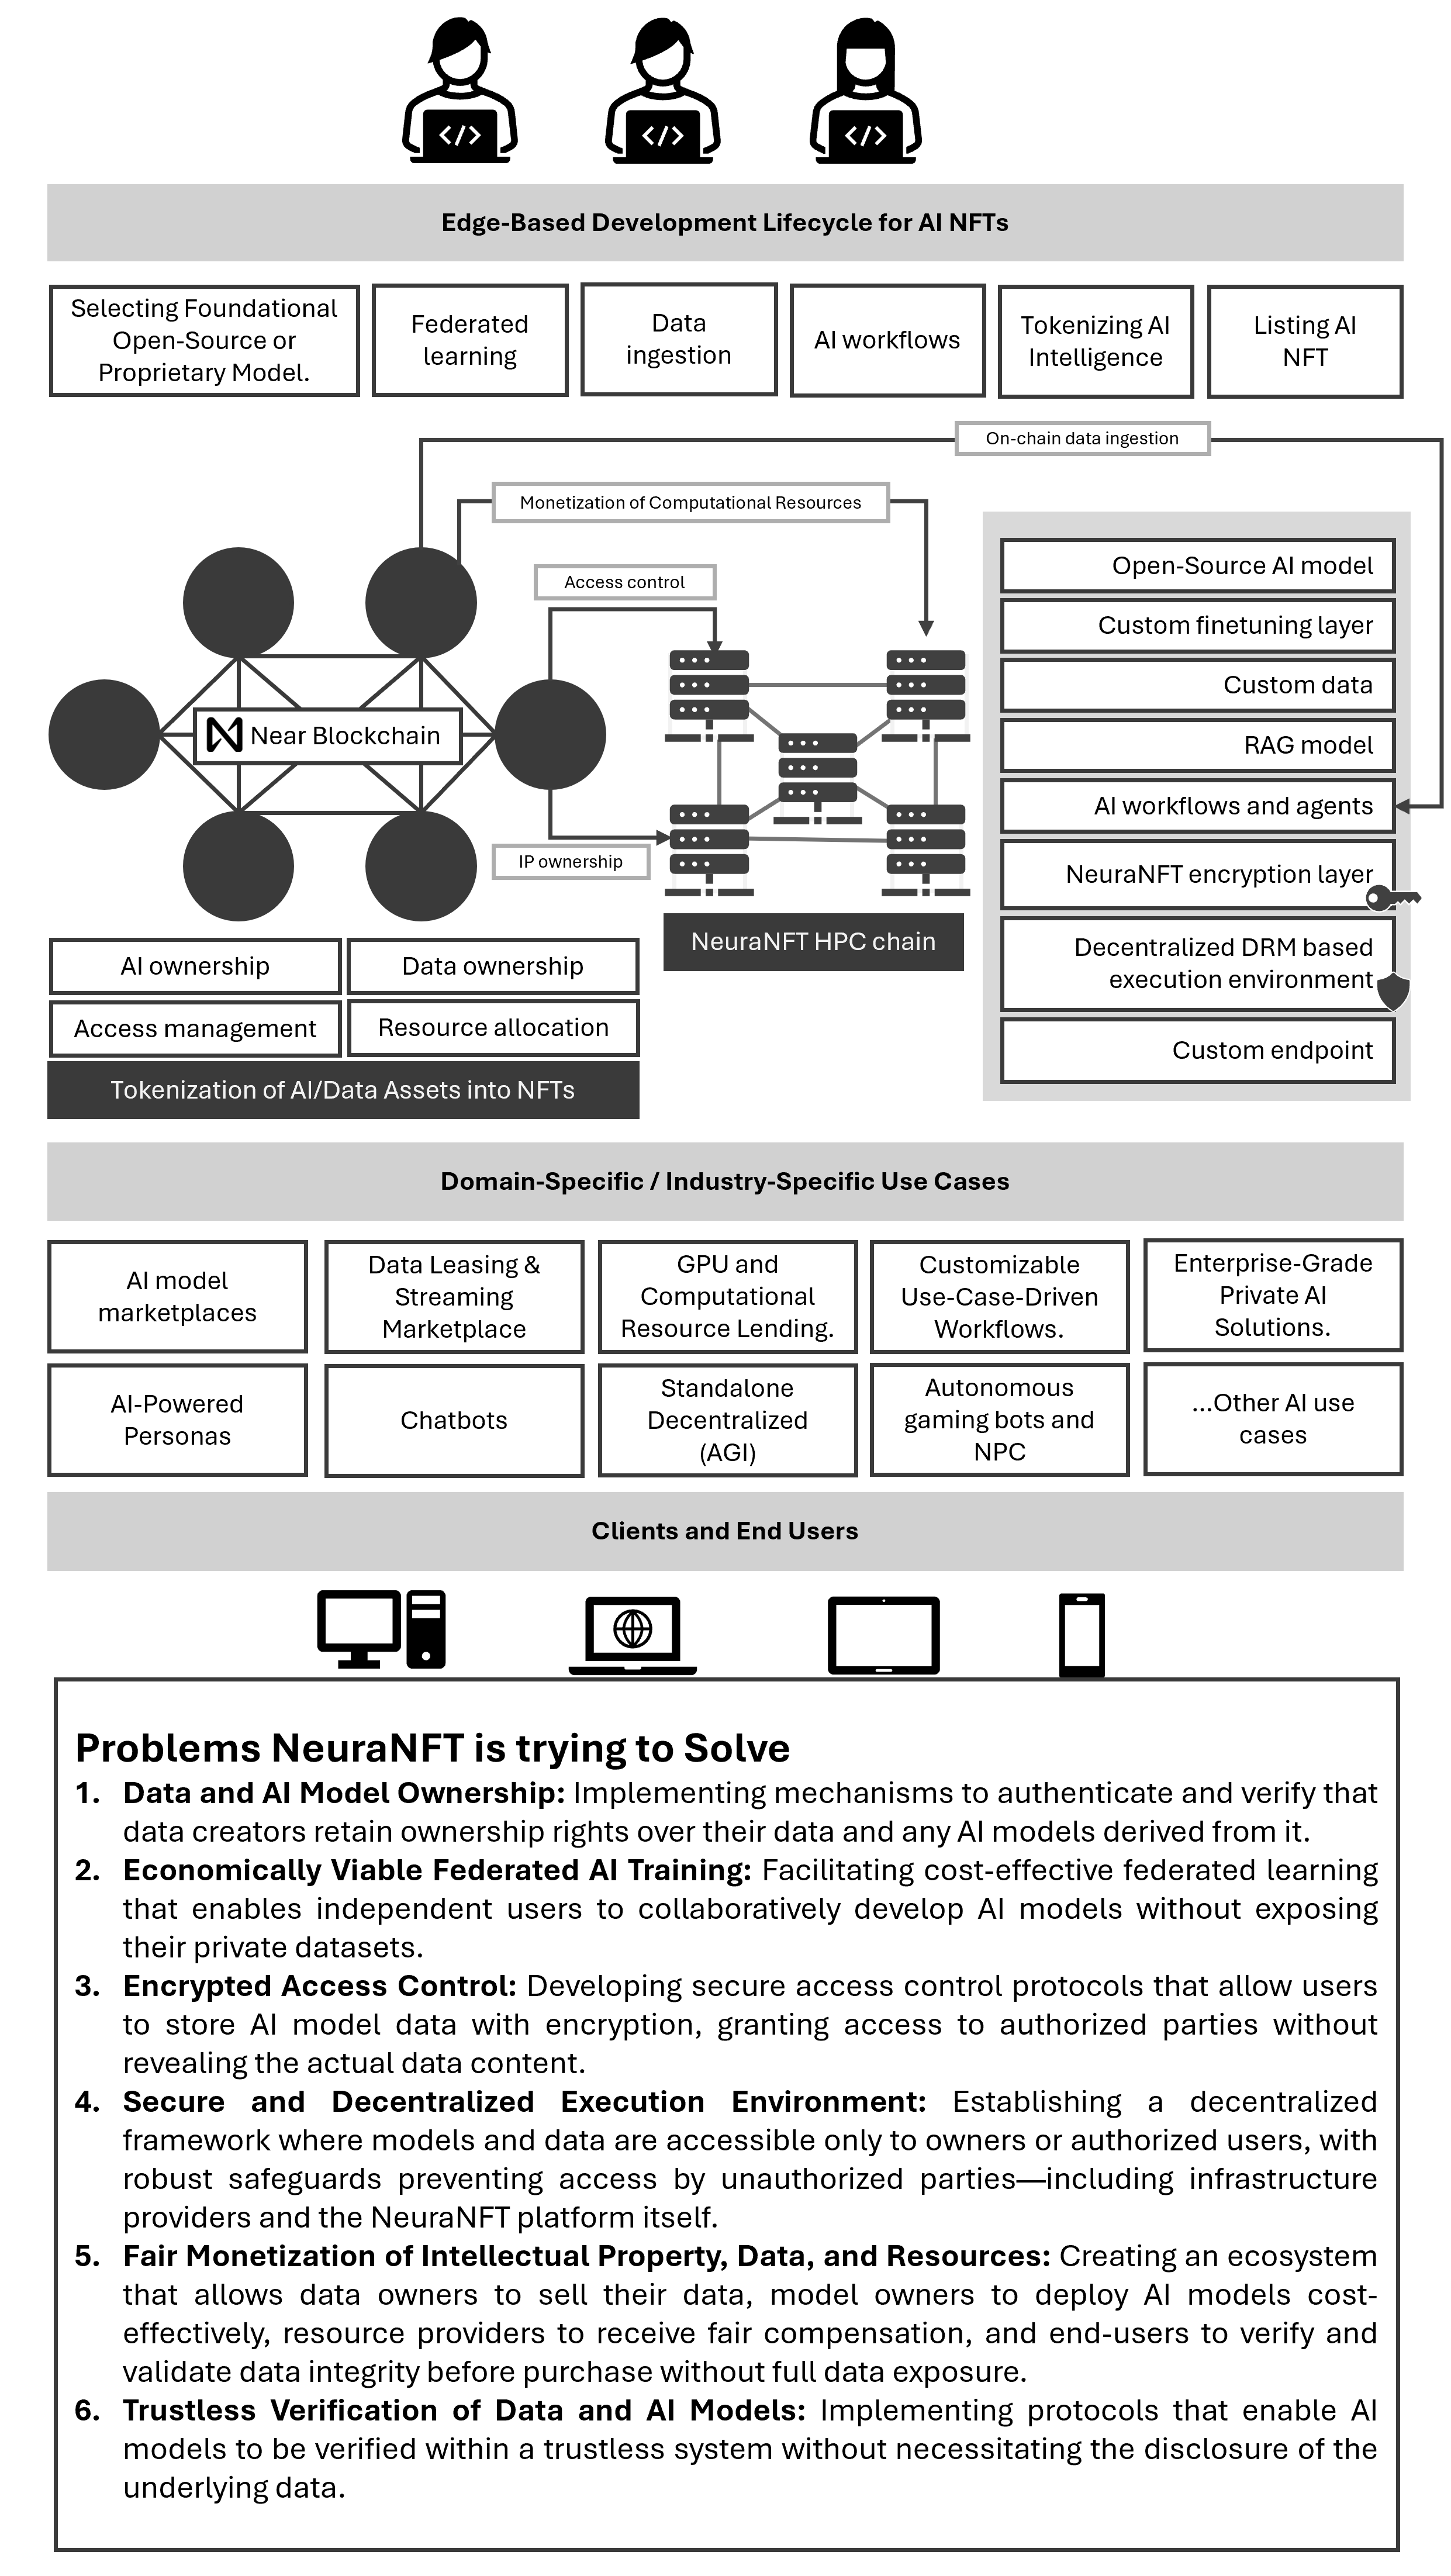 </>
</>
</>
Edge-Based Development Lifecycle for AI NFTs
Selecting Foundational
Open-Source or
Proprietary Model.
Federated
learning
Data
ingestion
AI workflows
Tokenizing AI
Intelligence
Listing AI
NFT
On-chain data ingestion
Monetization of Computational Resources
Access control
Near Blockchain
IP ownership
NeuraNFT HPC chain
AI ownership
Data ownership
Access management
Resource allocation
Tokenization of AI/Data Assets into NFTs
Open-Source AI model
Custom finetuning layer
Custom data
RAG model
AI workflows and agents
NeuraNFT encryption layer
Decentralized DRM based
execution environment
Custom endpoint
Domain-Specific / Industry-Specific Use Cases
AI model
marketplaces
Data Leasing &
Streaming
Marketplace
GPU and
Computational
Resource Lending.
Customizable
Use-Case-Driven
Workflows.
Enterprise-Grade
Private AI
Solutions.
AI-Powered
Personas
Chatbots
Standalone
Decentralized
(AGI)
Autonomous
gaming bots and
NPC
...Other AI use
cases
Clients and End Users
Problems NeuraNFT is trying to Solve
1. Data and AI Model Ownership: Implementing mechanisms to authenticate and verify that
data creators retain ownership rights over their data and any AI models derived from it.
2. Economically Viable Federated AI Training: Facilitating cost-effective federated learning
that enables independent users to collaboratively develop AI models without exposing
their private datasets.
3. Encrypted Access Control: Developing secure access control protocols that allow users
to store AI model data with encryption, granting access to authorized parties without
revealing the actual data content.
4. Secure and Decentralized Execution Environment: Establishing a decentralized
framework where models and data are accessible only to owners or authorized users, with
robust safeguards preventing access by unauthorized parties—including infrastructure
providers and the NeuraNFT platform itself.
5. Fair Monetization of Intellectual Property, Data, and Resources: Creating an ecosystem
that allows data owners to sell their data, model owners to deploy AI models cost-
effectively, resource providers to receive fair compensation, and end-users to verify and
validate data integrity before purchase without full data exposure.
6. Trustless Verification of Data and AI Models: Implementing protocols that enable AI
models to be verified within a trustless system without necessitating the disclosure of the
underlying data.